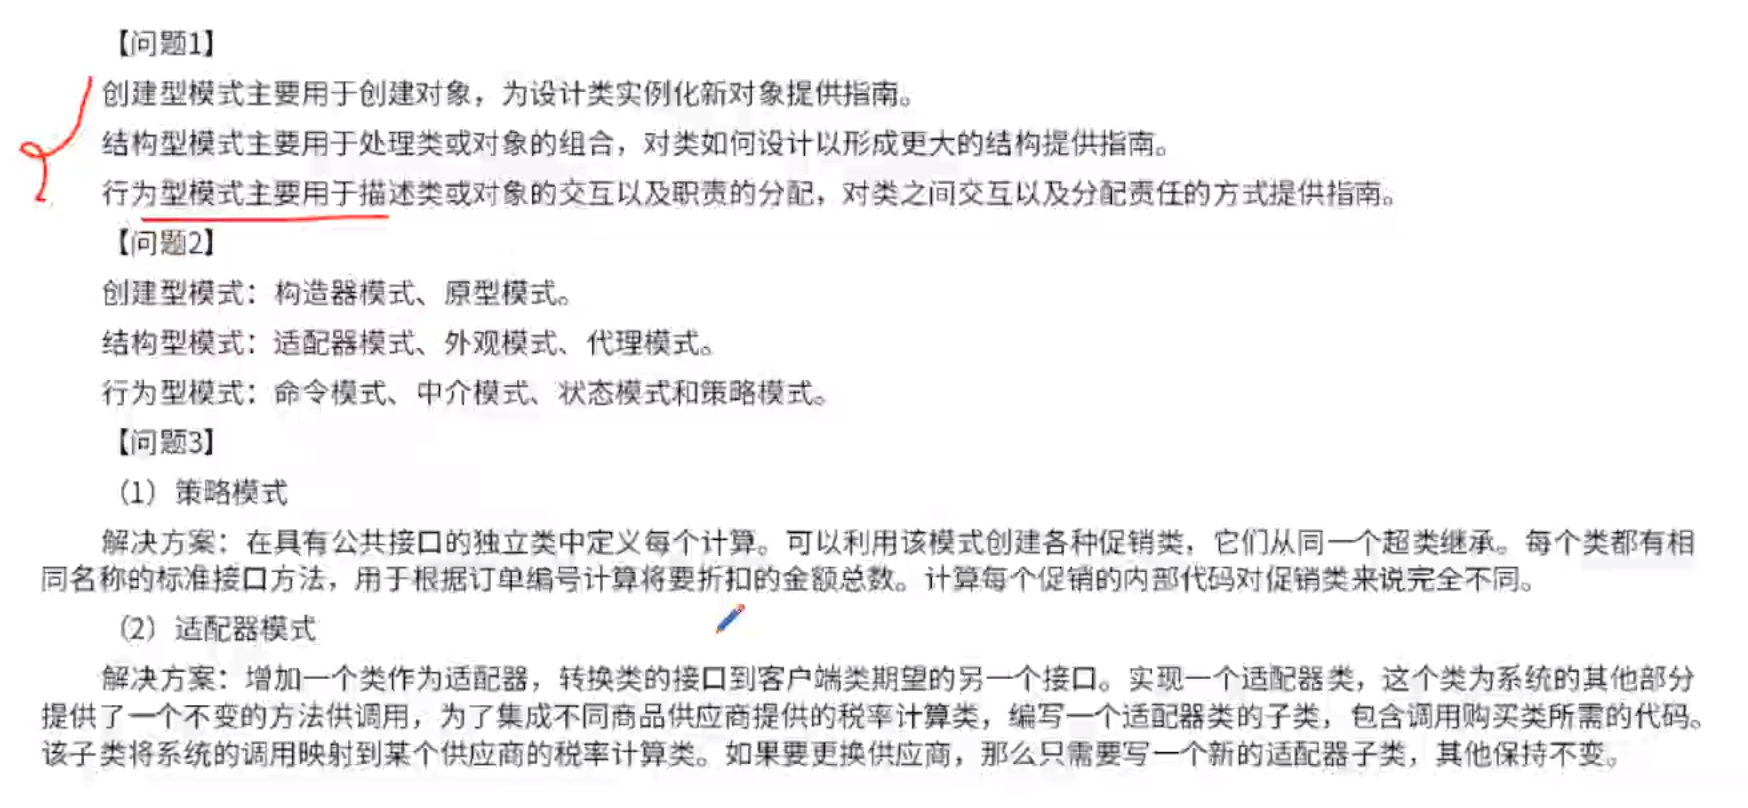 【问题1】
创建型模式主要用于创建对象，为设计类实例化新对象提供指南。
结构型模式主要用于处理类或对象的组合，对类如何设计以形成更大的结构提供指南。
行为型模式主要用于描述类或对象的交互以及职责的分配，对类之间交互以及分配责任的方式提供指南。
【问题2】
创建型模式：构造器模式、原型模式。
结构型模式：适配器模式、外观模式、代理模式。
行为型模式：命令模式、中介模式、状态模式和策略模式。
【问题3】
（1）策略模式
解决方案：在具有公共接口的独立类中定义每个计算。可以利用该模式创建各种促销类，它们从同一个超类继承。每个类都有相
同名称的标准接口方法，用于根据订单编号计算将要折扣的金额总数。计算每个促销的内部代码对促销类来说完全不同。
（2）适配器模式
解决方案：增加一个类作为适配器，转换类的接口到客户端类期望的另一个接口。实现一个适配器类，这个类为系统的其他部分
提供了一个不变的方法供调用，为了集成不同商品供应商提供的税率计算类，编写一个适配器类的子类，包含调用购买类所需的代码。
该子类将系统的调用映射到某个供应商的税率计算类。如果要更换供应商，那么只需要写一个新的适配器子类，其他保持不变。